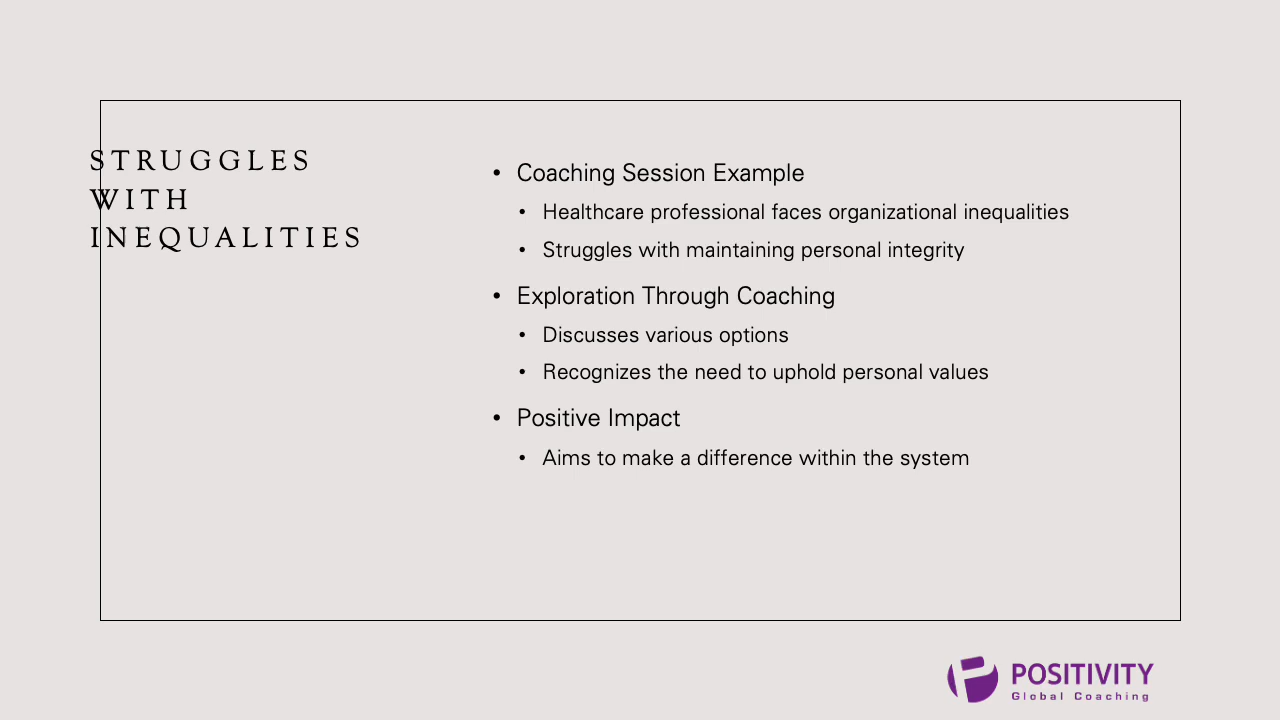 STRUGGLES
WITH
INEQUALITIES
• Coaching Session Example
• Healthcare professional faces organizational inequalities
• Struggles with maintaining personal integrity
• Exploration Through Coaching
• Discusses various options
• Recognizes the need to uphold personal values
• Positive Impact
• Aims to make a difference within the system
POSITIVITY
Global Coaching